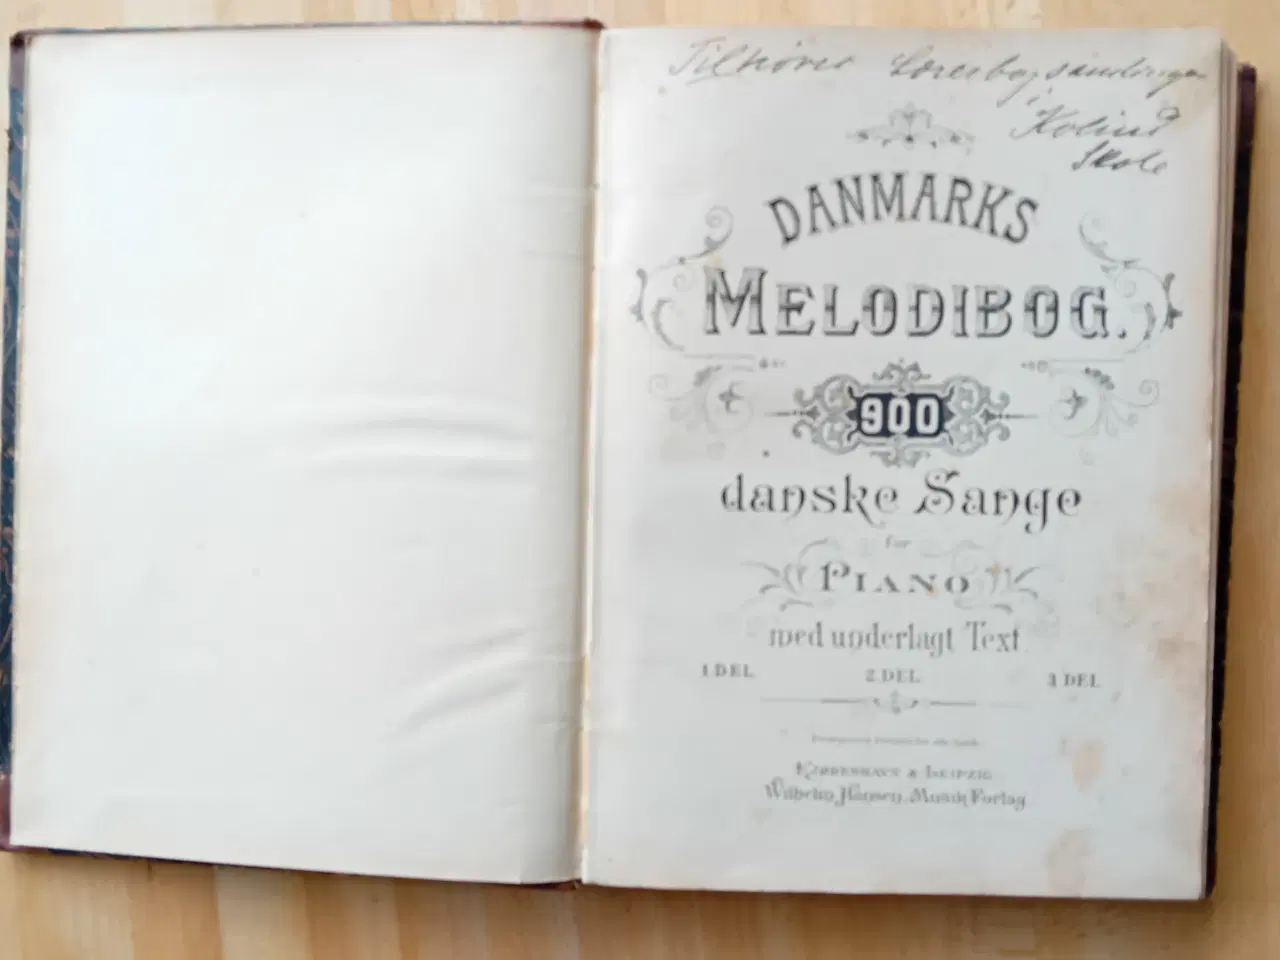 Tilhører Lærerbogsamlingen
i
Kolind
Skole
DANMARKS
MELODIBOG.
900
danske Sange
for
PIANO
med underlagt Text
1 DEL 2 DEL 3 DEL
KJØBENHAVN & LEIPZIG
Wilhelm Hansen, Musik-Forlag